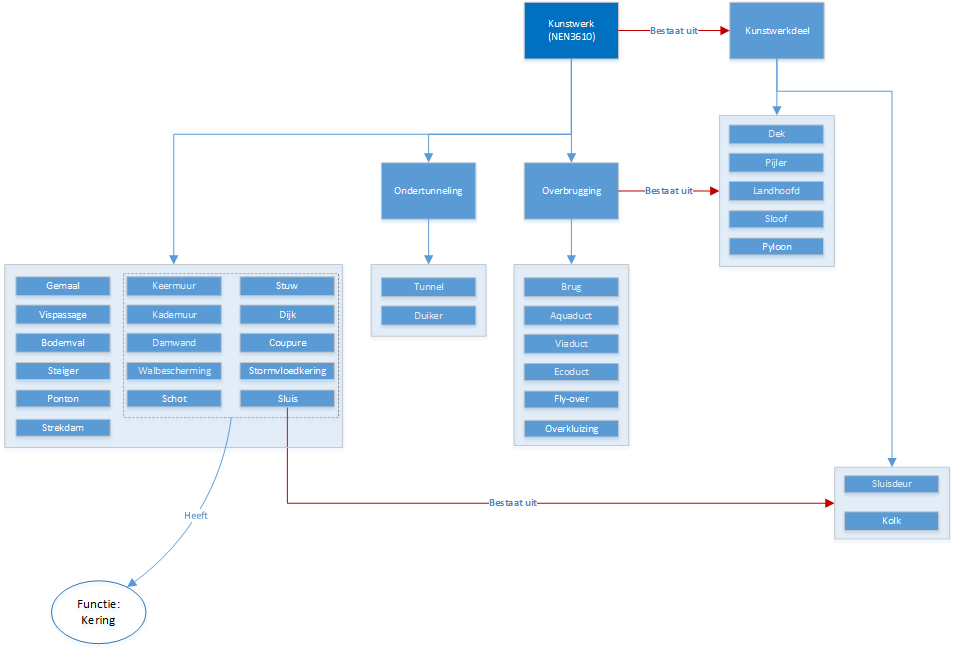 Kunstwerk
(NEN3610)
Bestaat uit
Kunstwerkdeel
Dek
Pijler
Landhoofd
Sloof
Pyloon
Ondertunneling
Overbrugging
Bestaat uit
Gemaal
Vispassage
Bodemval
Steiger
Ponton
Strekdam
Keermuur
Kademuur
Damwand
Walbescherming
Schot
Stuw
Dijk
Coupure
Stormvloedkering
Sluis
Tunnel
Duiker
Brug
Aquaduct
Viaduct
Ecoduct
Fly-over
Overkluizing
Sluisdeur
Kolk
Bestaat uit
Heeft
Functie:
Kering